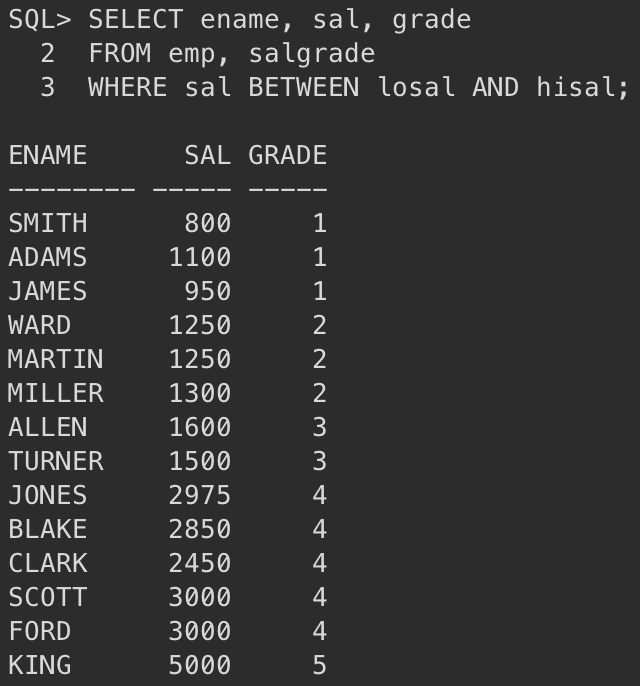 SQL> SELECT ename, sal, grade
  2  FROM emp, salgrade
  3  WHERE sal BETWEEN losal AND hisal;

ENAME      SAL GRADE
-------- ----- -----
SMITH      800     1
ADAMS     1100     1
JAMES      950     1
WARD      1250     2
MARTIN    1250     2
MILLER    1300     2
ALLEN     1600     3
TURNER    1500     3
JONES     2975     4
BLAKE     2850     4
CLARK     2450     4
SCOTT     3000     4
FORD      3000     4
KING      5000     5